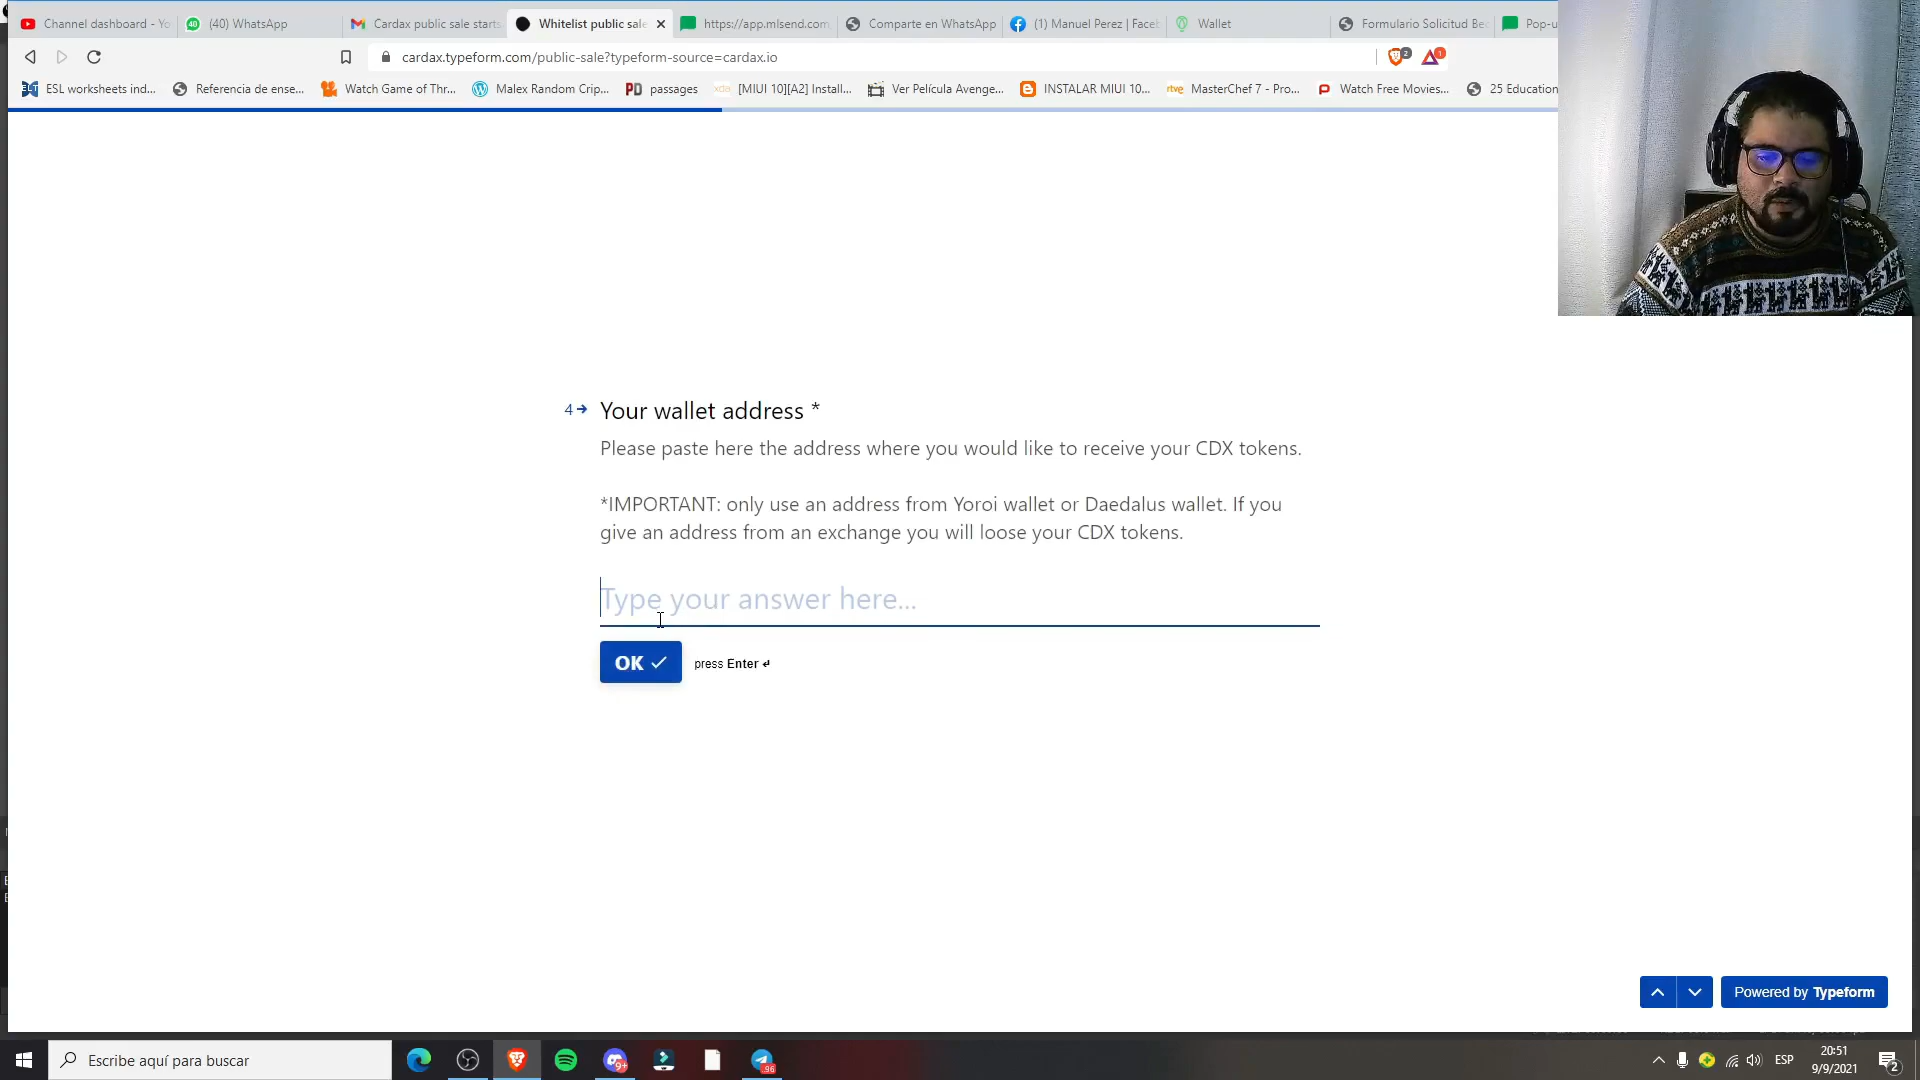 Channel dashboard - Yo
(40) WhatsApp
Cardax public sale starts
Whitelist public sale
https://app.mlsend.com
Comparte en WhatsApp
(1) Manuel Perez | Faceb
Wallet
Formulario Solicitud Bec
Pop-u
cardax.typeform.com/public-sale?typeform-source=cardax.io
ESL worksheets ind...
Referencia de ense...
Watch Game of Thr...
Malex Random Crip...
passages
[MIUI 10][A2] Install...
Ver Película Avenge...
INSTALAR MIUI 10...
MasterChef 7 - Pro...
Watch Free Movies...
25 Education
4
Your wallet address *
Please paste here the address where you would like to receive your CDX tokens.
*IMPORTANT: only use an address from Yoroi wallet or Daedalus wallet. If you
give an address from an exchange you will loose your CDX tokens.
Type your answer here...
OK
press Enter ↵
Powered by Typeform
Escribe aquí para buscar
ESP
20:51
9/9/2021
2